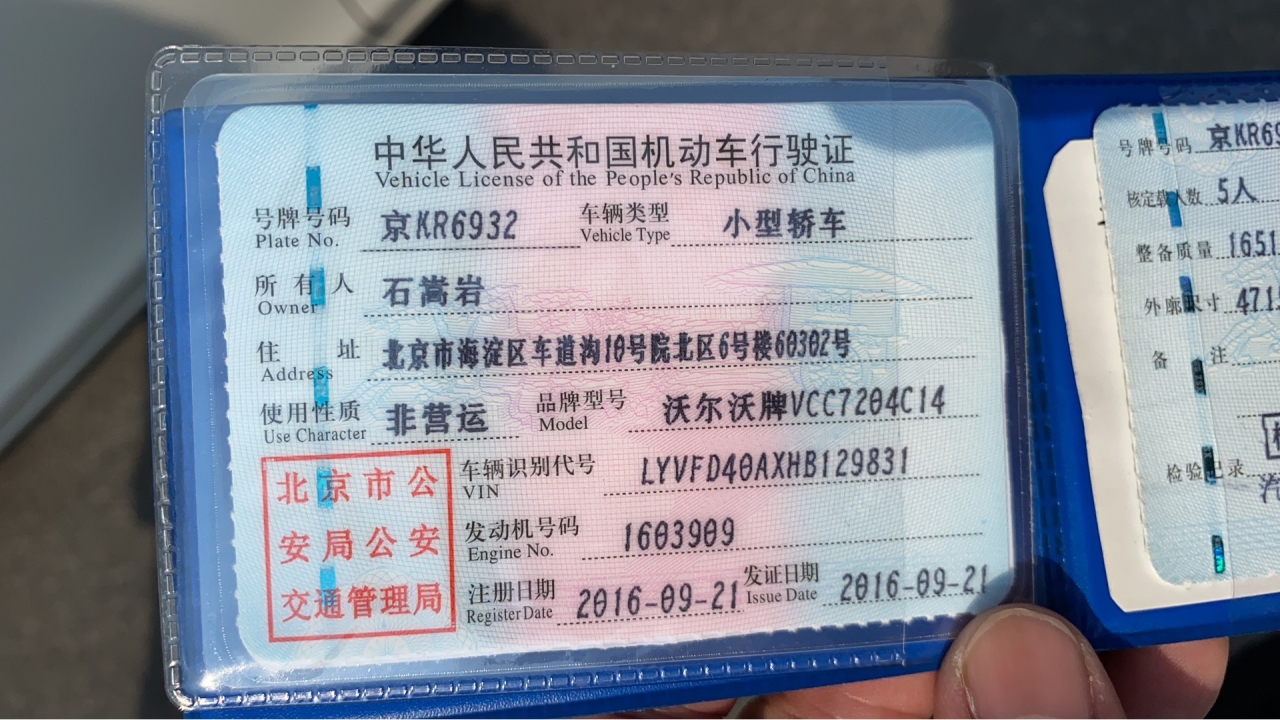 中华人民共和国机动车行驶证
Vehicle License of the People's Republic of China
号牌号码 京KR6932 车辆类型 小型轿车
Plate No. Vehicle Type
所有人 石嵩岩
Owner
住址 北京市海淀区车道沟10号院北区6号楼60302号
Address
使用性质 非营运 品牌型号 沃尔沃牌VCC7204C14
Use Character Model
车辆识别代号 LYVFD40AXHB129831
VIN
发动机号码 1603909
Engine No.
注册日期 2016-09-21 发证日期 2016-09-21
Register Date Issue Date
北京市公
安局公安
交通管理局
号牌号码 京KR69
核定载人数 5人
整备质量 1651
外廓尺寸 471
备注
检验记录